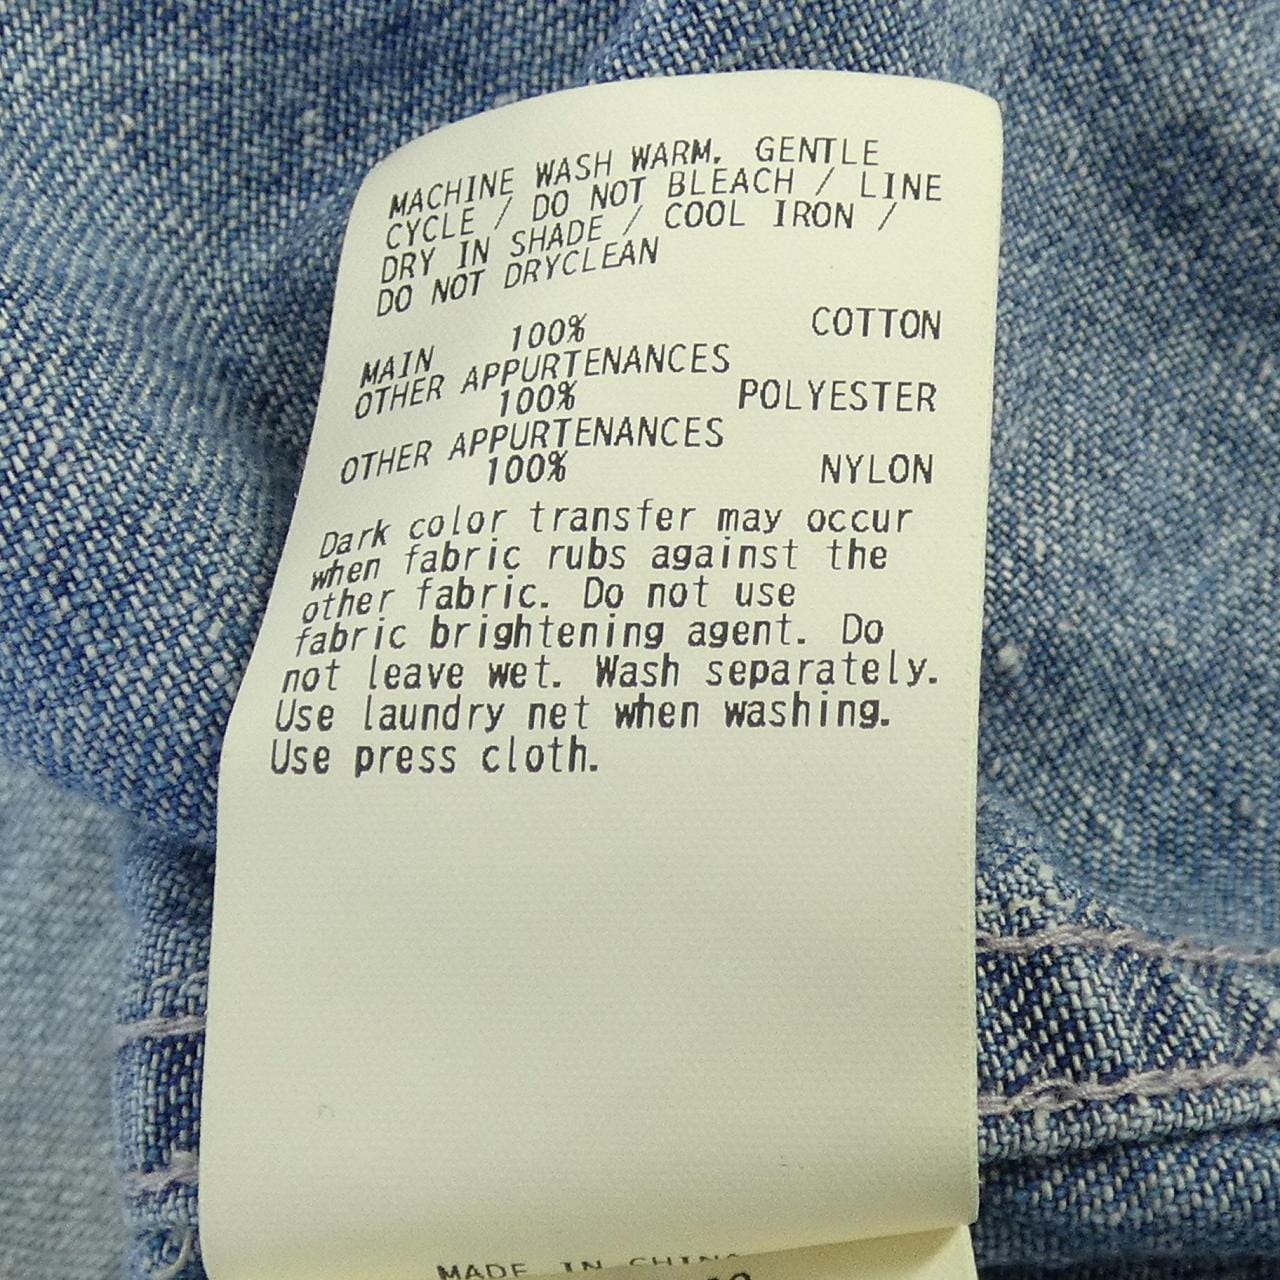 MACHINE WASH WARM, GENTLE
CYCLE / DO NOT BLEACH / LINE
DRY IN SHADE / COOL IRON /
DO NOT DRYCLEAN
100% COTTON
MAIN
OTHER APPURTENANCES
100% POLYESTER
OTHER APPURTENANCES
100% NYLON
Dark color transfer may occur
when fabric rubs against the
other fabric. Do not use
fabric brightening agent. Do
not leave wet. Wash separately.
Use laundry net when washing.
Use press cloth.
MADE IN CHINA